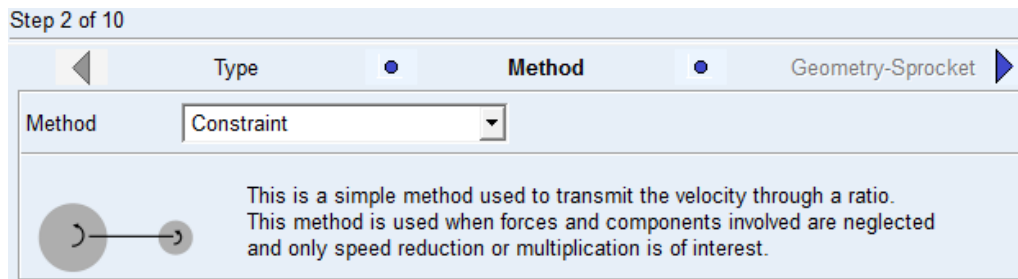 Step 2 of 10
Type Method Geometry-Sprocket
Method Constraint
This is a simple method used to transmit the velocity through a ratio.
This method is used when forces and components involved are neglected
and only speed reduction or multiplication is of interest.